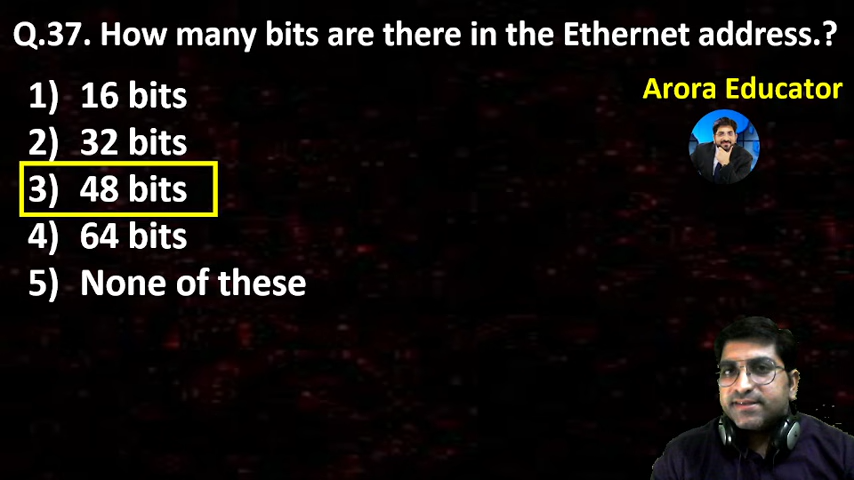 Q.37. How many bits are there in the Ethernet address.?
1) 16 bits
Arora Educator
2) 32 bits
3) 48 bits
4) 64 bits
5) None of these